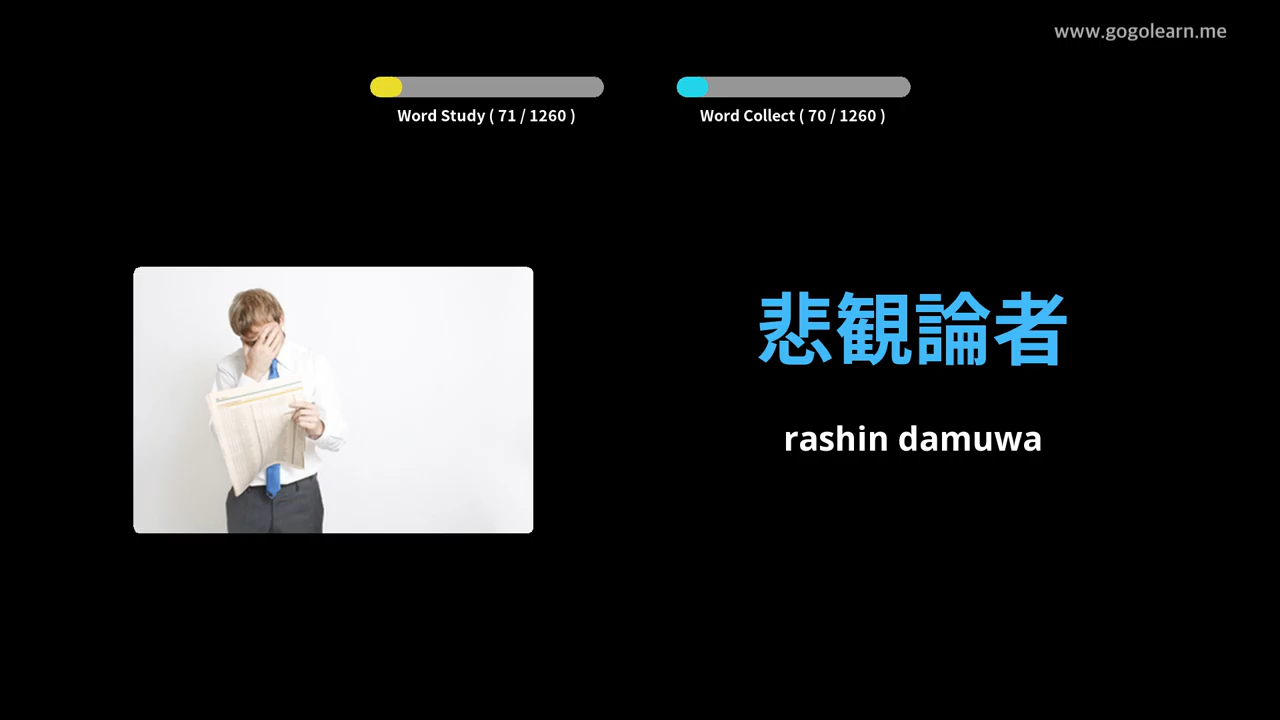 www.gogolearn.me
Word Study ( 71 / 1260 )
Word Collect ( 70 / 1260 )
悲観論者
rashin damuwa